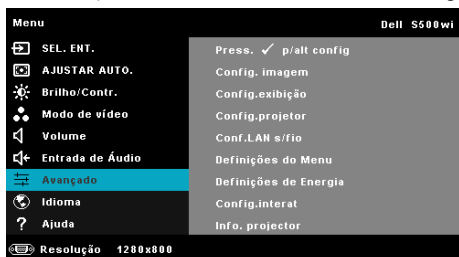 Menu Dell S500wi
SEL. ENT. Press. ✓ p/alt config
AJUSTAR AUTO. Config. imagem
Brilho/Contr. Config.exibição
Modo de vídeo Config.projetor
Volume Conf.LAN s/fio
Entrada de Áudio Definições do Menu
Avançado Definições de Energia
Idioma Config.interat
? Ajuda Info. projector
Resolução 1280x800